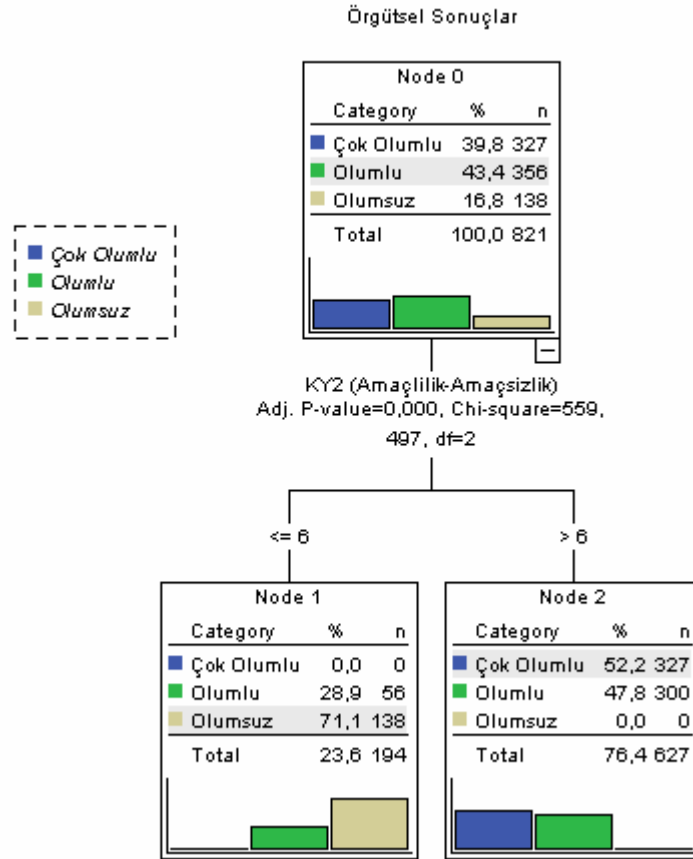 Örgütsel Sonuçlar
Node 0
Category % n
Çok Olumlu 39,8 327
Olumlu 43,4 356
Olumsuz 16,8 138
Total 100,0 821
Çok Olumlu
Olumlu
Olumsuz
KY2 (Amaçlilik-Amaçsizlik)
Adj. P-value=0,000, Chi-square=559,
497, df=2
<= 6
> 6
Node 1
Category % n
Çok Olumlu 0,0 0
Olumlu 28,9 56
Olumsuz 71,1 138
Total 23,6 194
Node 2
Category % n
Çok Olumlu 52,2 327
Olumlu 47,8 300
Olumsuz 0,0 0
Total 76,4 627